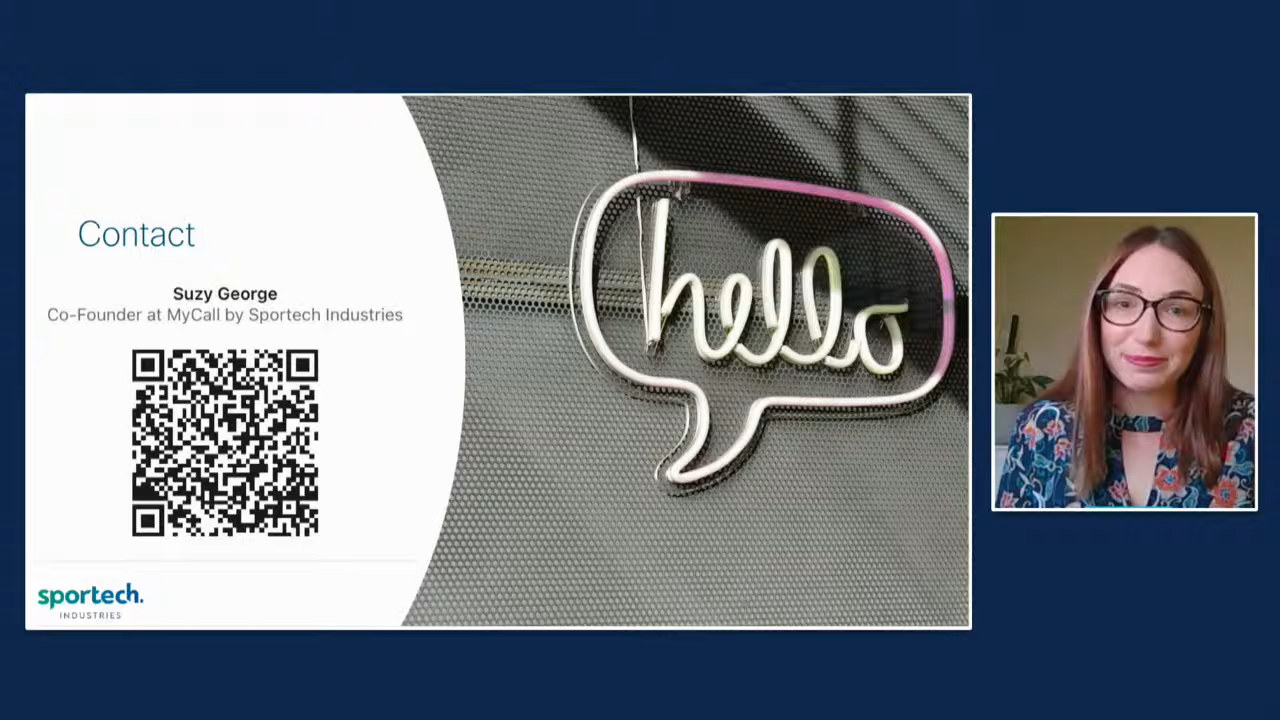 Contact
Suzy George
Co-Founder at MyCall by Sportech Industries
sportech.
INDUSTRIES
hello